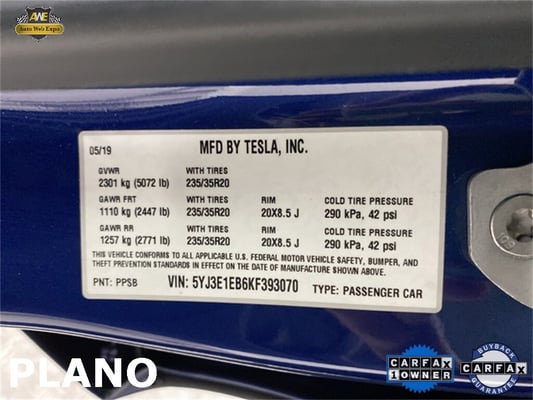 AWE
Auto Web Expo
05/19 MFD BY TESLA, INC.
GVWR WITH TIRES
2301 kg (5072 lb) 235/35R20
GAWR FRT WITH TIRES RIM COLD TIRE PRESSURE
1110 kg (2447 lb) 235/35R20 20X8.5 J 290 kPa, 42 psi
GAWR RR WITH TIRES RIM COLD TIRE PRESSURE
1257 kg (2771 lb) 235/35R20 20X8.5 J 290 kPa, 42 psi
THIS VEHICLE CONFORMS TO ALL APPLICABLE U.S. FEDERAL MOTOR VEHICLE SAFETY, BUMPER, AND
THEFT PREVENTION STANDARDS IN EFFECT ON THE DATE OF MANUFACTURE SHOWN ABOVE.
PNT: PPSB VIN: 5YJ3E1EB6KF393070 TYPE: PASSENGER CAR
PLANO
CARFAX
1 OWNER
BUYBACK
CARFAX
GUARANTEE